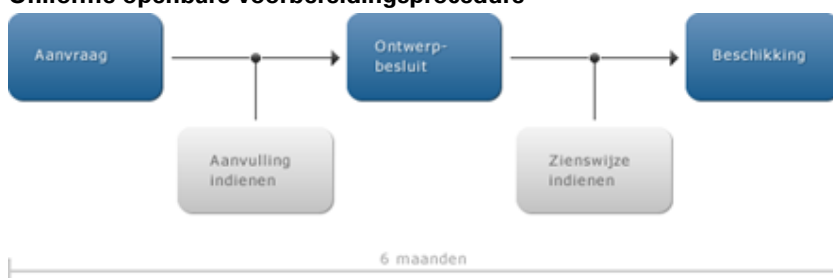 Uniforme openbare voorbereidingsprocedure
Aanvraag
Ontwerp-
besluit
Beschikking
Aanvulling
indienen
Zienswijze
indienen
6 maanden